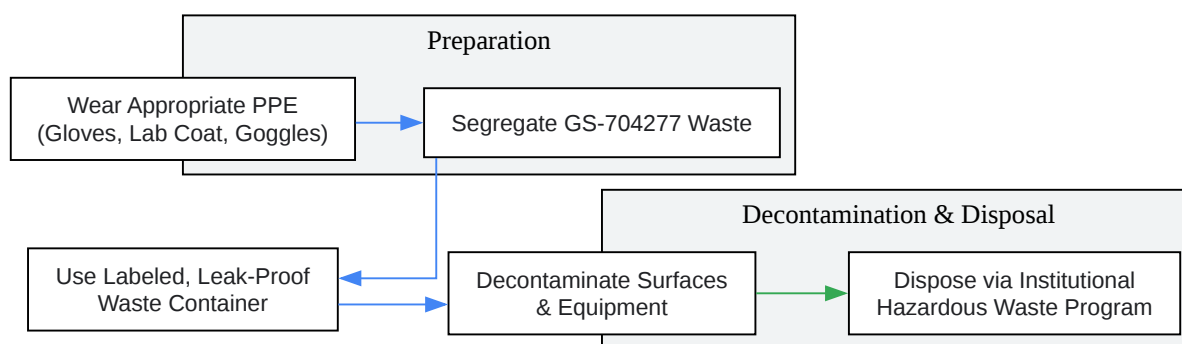 Preparation
Wear Appropriate PPE
(Gloves, Lab Coat, Goggles)
Segregate GS-704277 Waste
Decontamination & Disposal
Use Labeled, Leak-Proof
Waste Container
Decontaminate Surfaces
& Equipment
Dispose via Institutional
Hazardous Waste Program